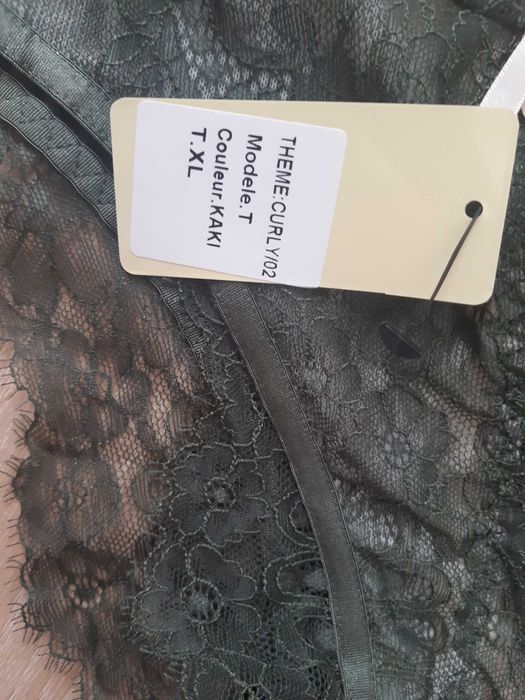 THEME:CURLY/02
Modele.T
Couleur.KAKI
T.XL